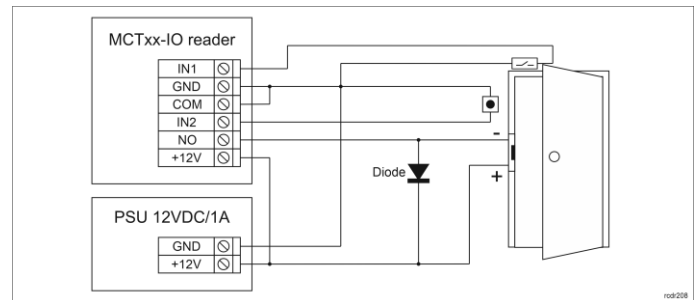 MCTxx-IO reader
IN1
GND
COM
IN2
NO
+12V
Diode
-
+
PSU 12VDC/1A
GND
+12V
rodr208